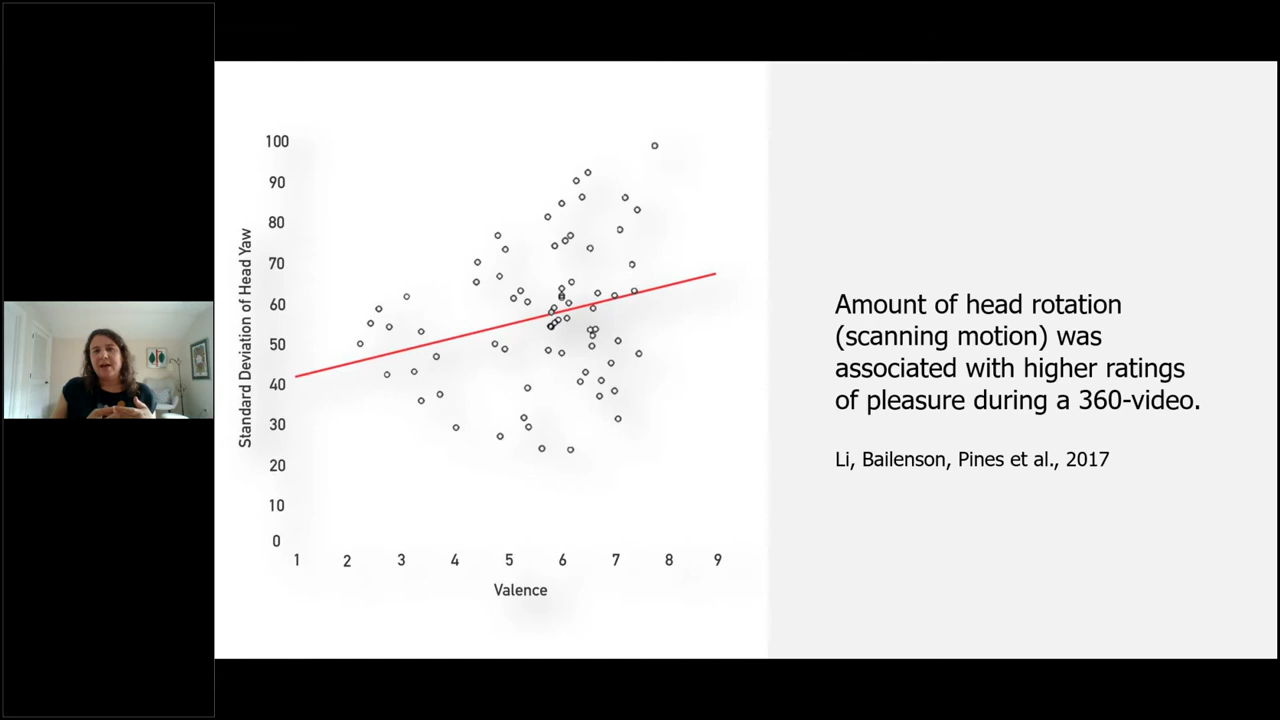 100
90
80
70
60
50
40
30
20
10
0
Standard Deviation of Head Yaw
1 2 3 4 5 6 7 8 9
Valence
Amount of head rotation
(scanning motion) was
associated with higher ratings
of pleasure during a 360-video.
Li, Bailenson, Pines et al., 2017